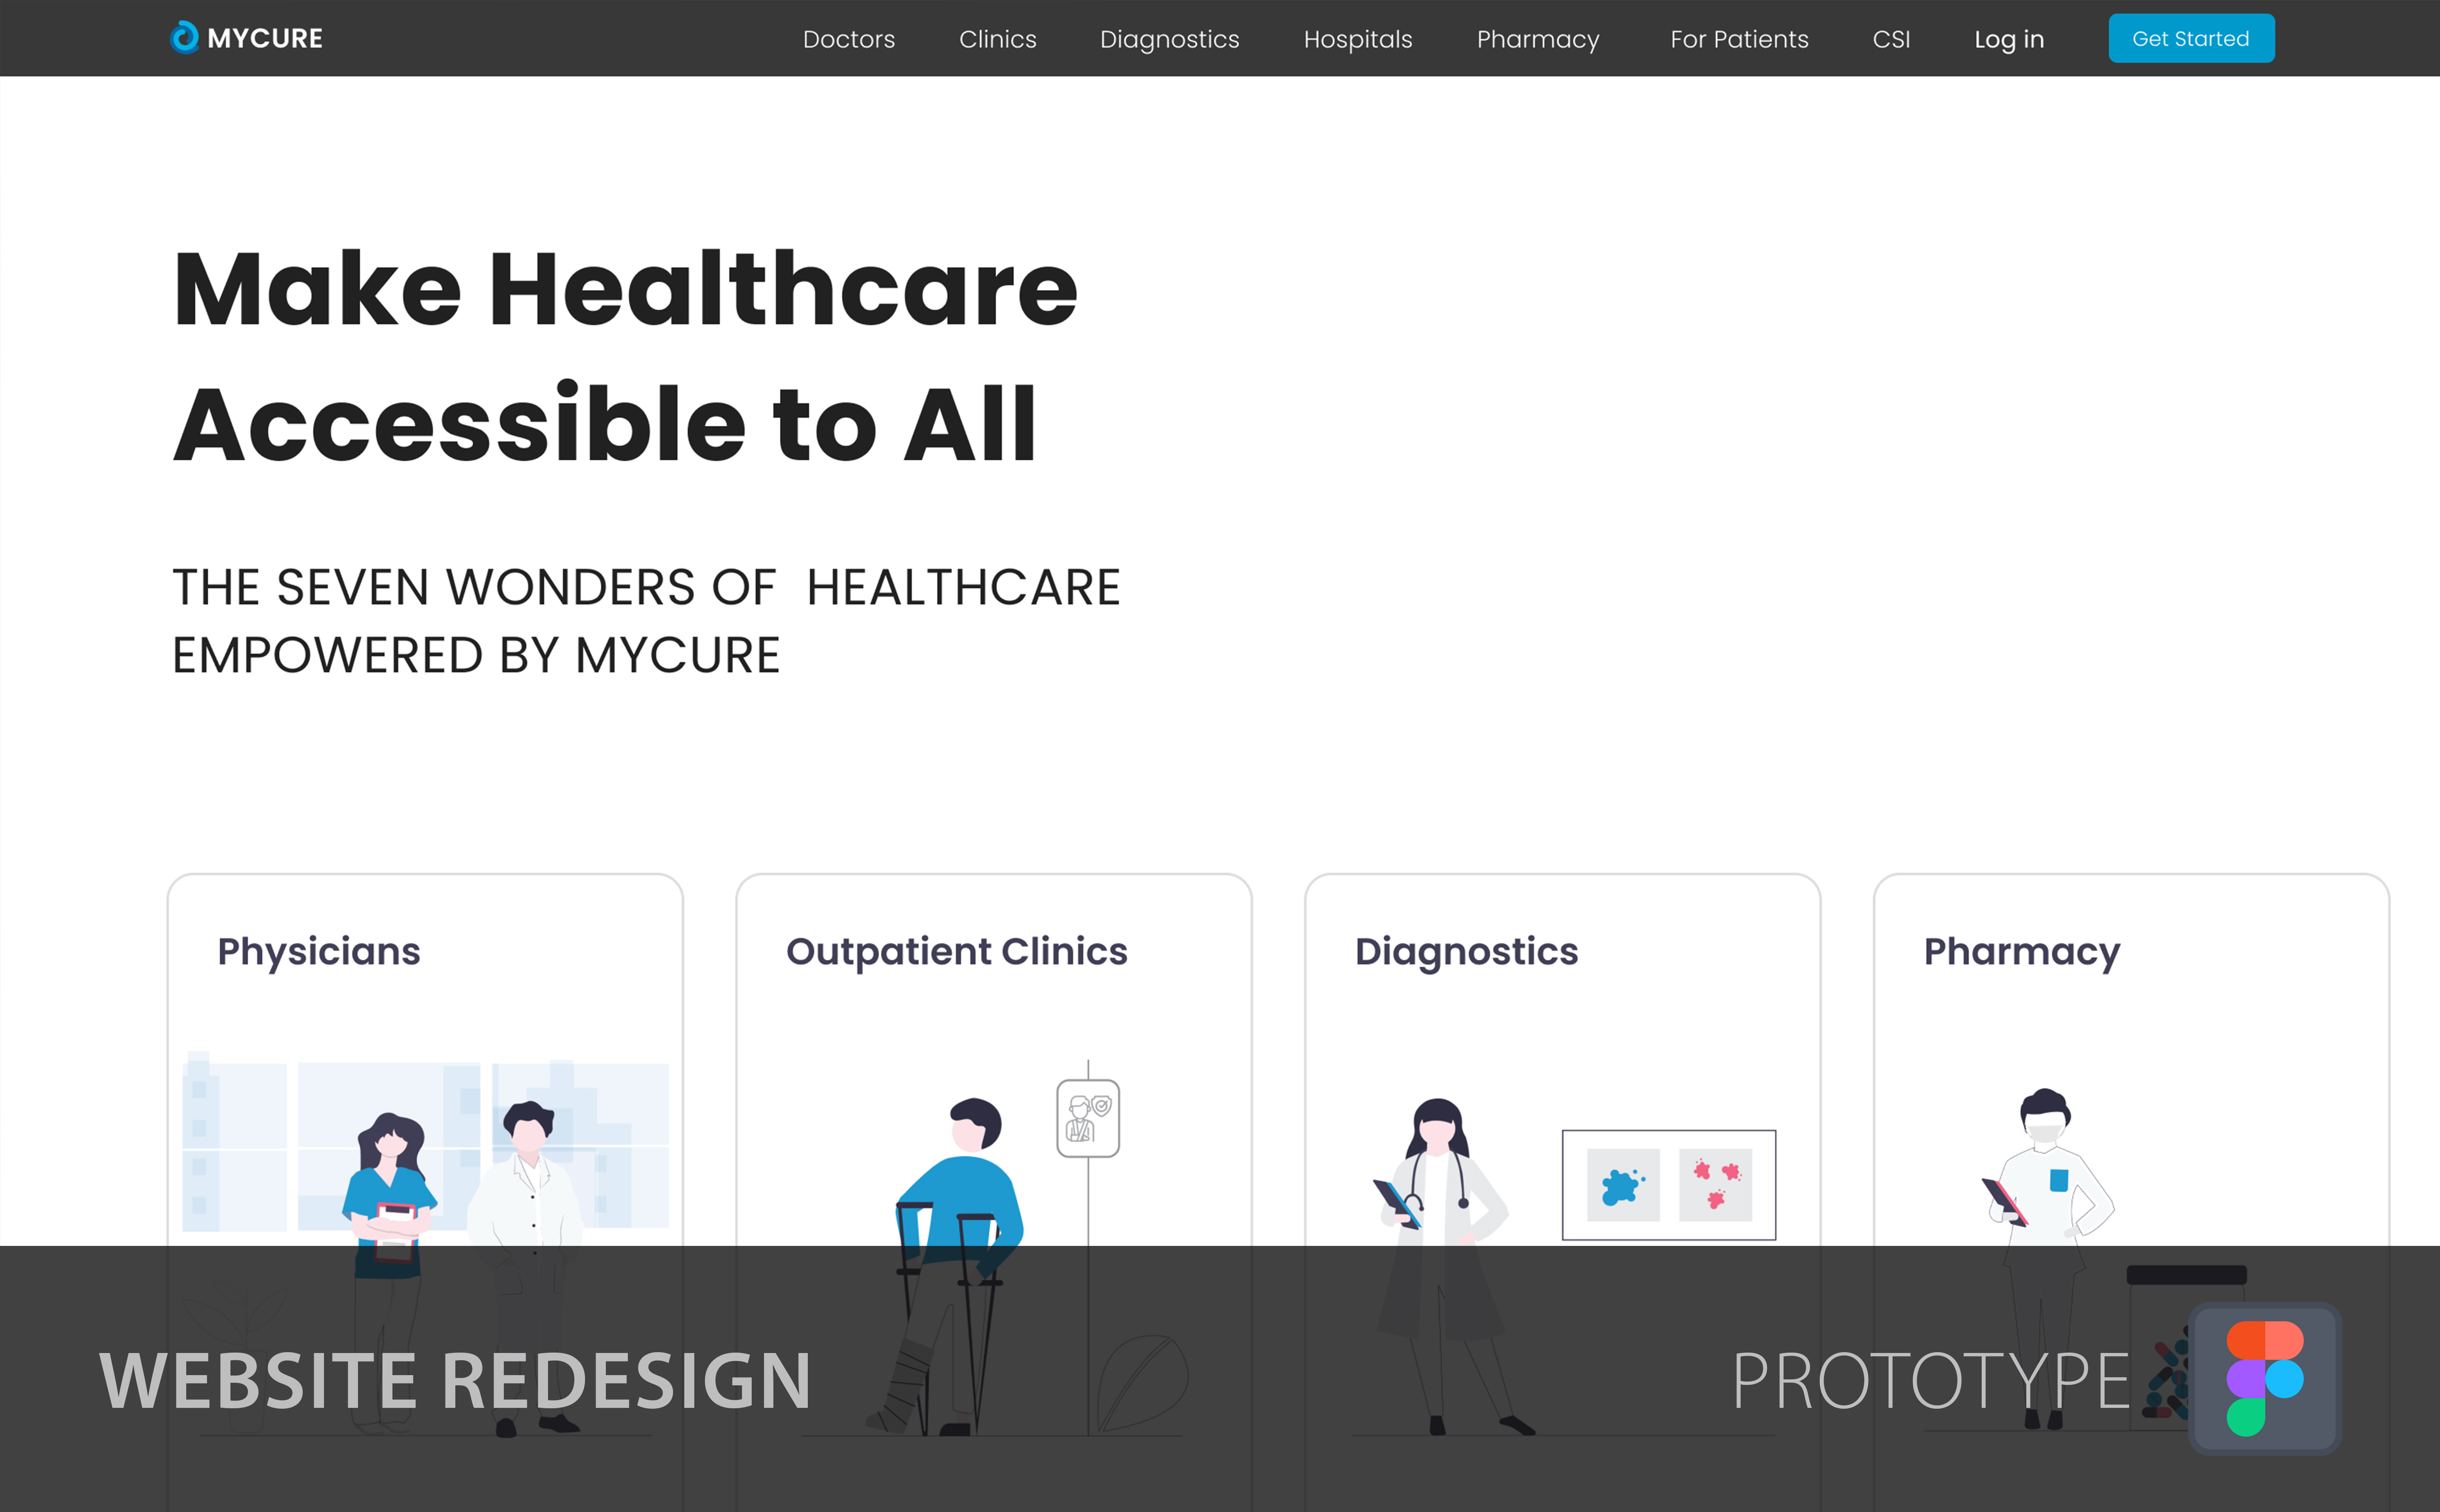 MYCURE
Doctors
Clinics
Diagnostics
Hospitals
Pharmacy
For Patients
CSI
Log in
Get Started
Make Healthcare
Accessible to All
THE SEVEN WONDERS OF  HEALTHCARE
EMPOWERED BY MYCURE
Physicians
Outpatient Clinics
Diagnostics
Pharmacy
WEBSITE REDESIGN
PROTOTYPE